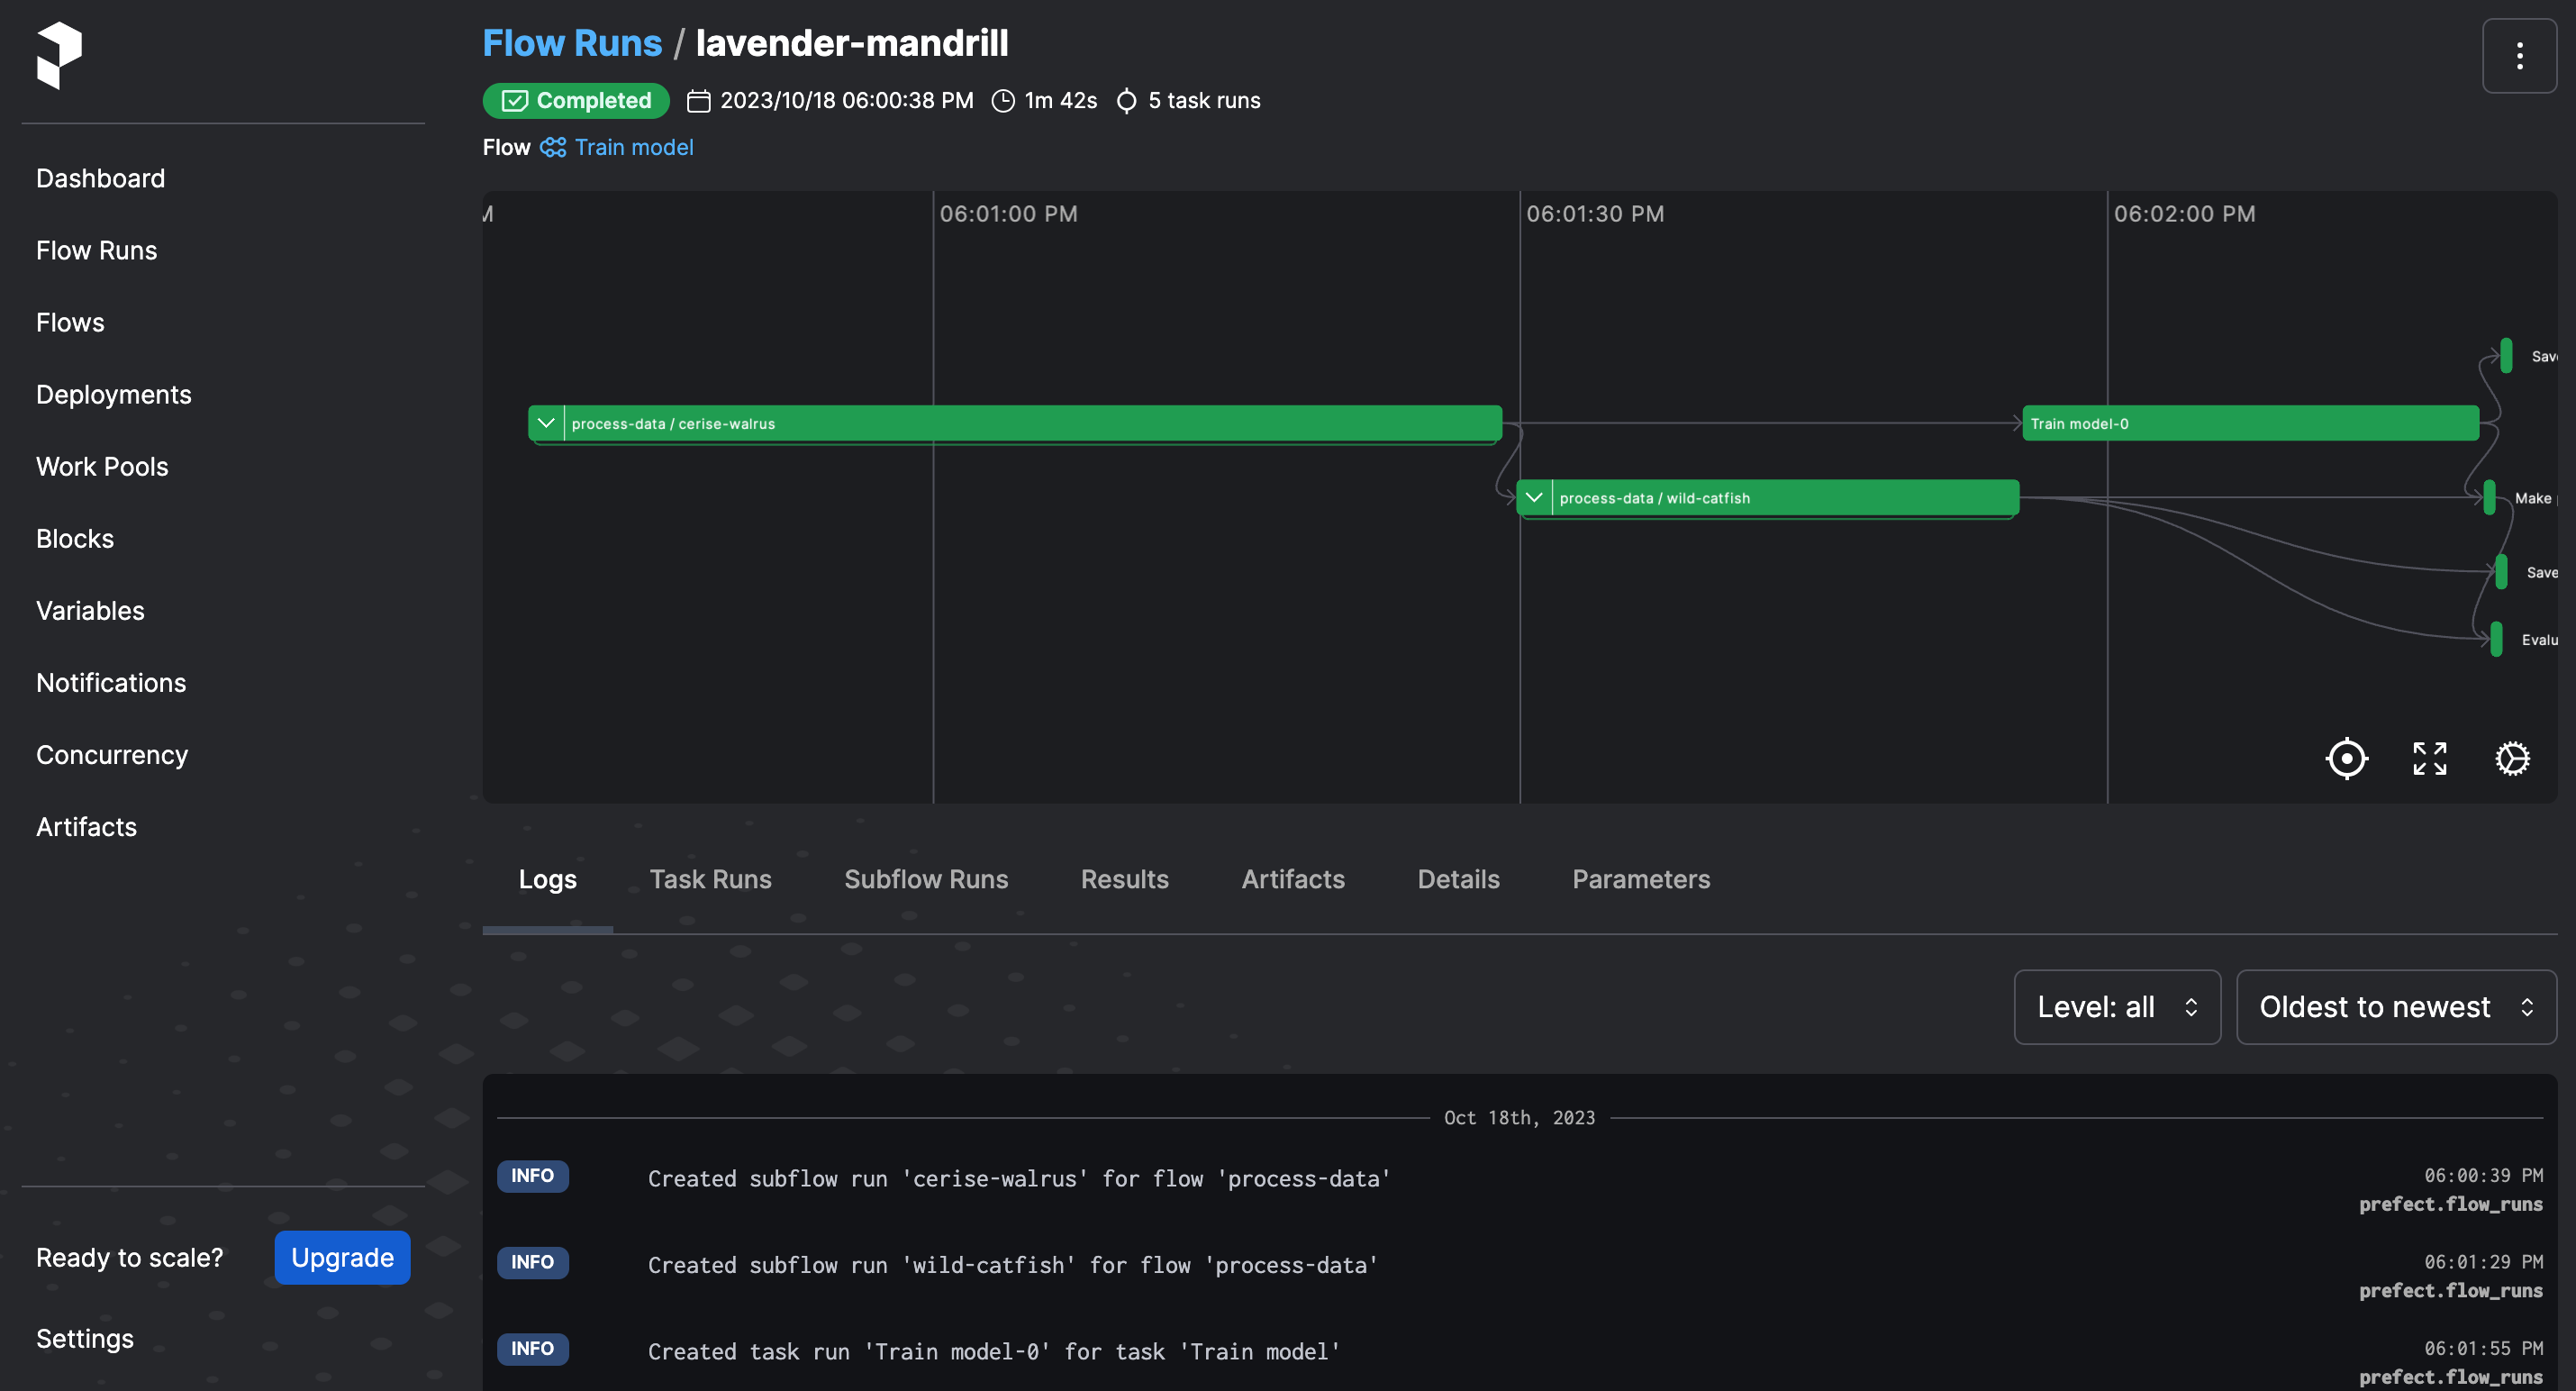 Flow Runs / lavender-mandrill
Completed 2023/10/18 06:00:38 PM 1m 42s 5 task runs
Flow Train model
Dashboard
Flow Runs
Flows
Deployments
Work Pools
Blocks
Variables
Notifications
Concurrency
Artifacts
Ready to scale? Upgrade
Settings
M 06:01:00 PM 06:01:30 PM 06:02:00 PM
Sav
process-data / cerise-walrus
Train model-0
process-data / wild-catfish
Make
Save
Evalu
Logs Task Runs Subflow Runs Results Artifacts Details Parameters
Level: all Oldest to newest
Oct 18th, 2023
INFO Created subflow run 'cerise-walrus' for flow 'process-data' 06:00:39 PM
prefect.flow_runs
INFO Created subflow run 'wild-catfish' for flow 'process-data' 06:01:29 PM
prefect.flow_runs
INFO Created task run 'Train model-0' for task 'Train model' 06:01:55 PM
prefect.flow_runs